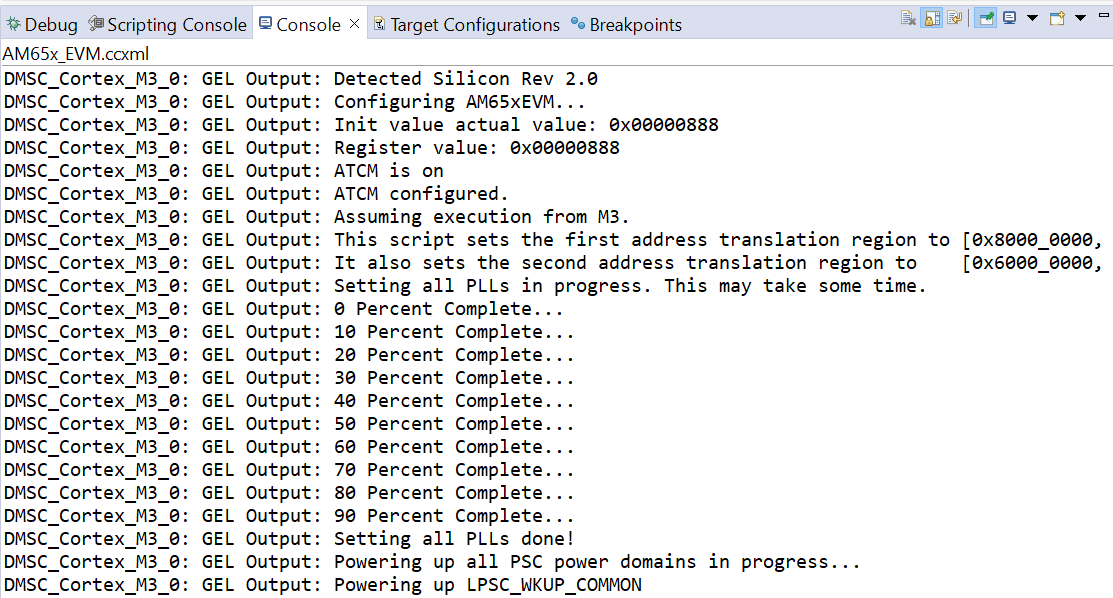 Debug Scripting Console Console Target Configurations Breakpoints
AM65x_EVM.ccxml
DMSC_Cortex_M3_0: GEL Output: Detected Silicon Rev 2.0
DMSC_Cortex_M3_0: GEL Output: Configuring AM65xEVM...
DMSC_Cortex_M3_0: GEL Output: Init value actual value: 0x00000888
DMSC_Cortex_M3_0: GEL Output: Register value: 0x00000888
DMSC_Cortex_M3_0: GEL Output: ATCM is on
DMSC_Cortex_M3_0: GEL Output: ATCM configured.
DMSC_Cortex_M3_0: GEL Output: Assuming execution from M3.
DMSC_Cortex_M3_0: GEL Output: This script sets the first address translation region to [0x8000_0000,
DMSC_Cortex_M3_0: GEL Output: It also sets the second address translation region to    [0x6000_0000,
DMSC_Cortex_M3_0: GEL Output: Setting all PLLs in progress. This may take some time.
DMSC_Cortex_M3_0: GEL Output: 0 Percent Complete...
DMSC_Cortex_M3_0: GEL Output: 10 Percent Complete...
DMSC_Cortex_M3_0: GEL Output: 20 Percent Complete...
DMSC_Cortex_M3_0: GEL Output: 30 Percent Complete...
DMSC_Cortex_M3_0: GEL Output: 40 Percent Complete...
DMSC_Cortex_M3_0: GEL Output: 50 Percent Complete...
DMSC_Cortex_M3_0: GEL Output: 60 Percent Complete...
DMSC_Cortex_M3_0: GEL Output: 70 Percent Complete...
DMSC_Cortex_M3_0: GEL Output: 80 Percent Complete...
DMSC_Cortex_M3_0: GEL Output: 90 Percent Complete...
DMSC_Cortex_M3_0: GEL Output: Setting all PLLs done!
DMSC_Cortex_M3_0: GEL Output: Powering up all PSC power domains in progress...
DMSC_Cortex_M3_0: GEL Output: Powering up LPSC_WKUP_COMMON